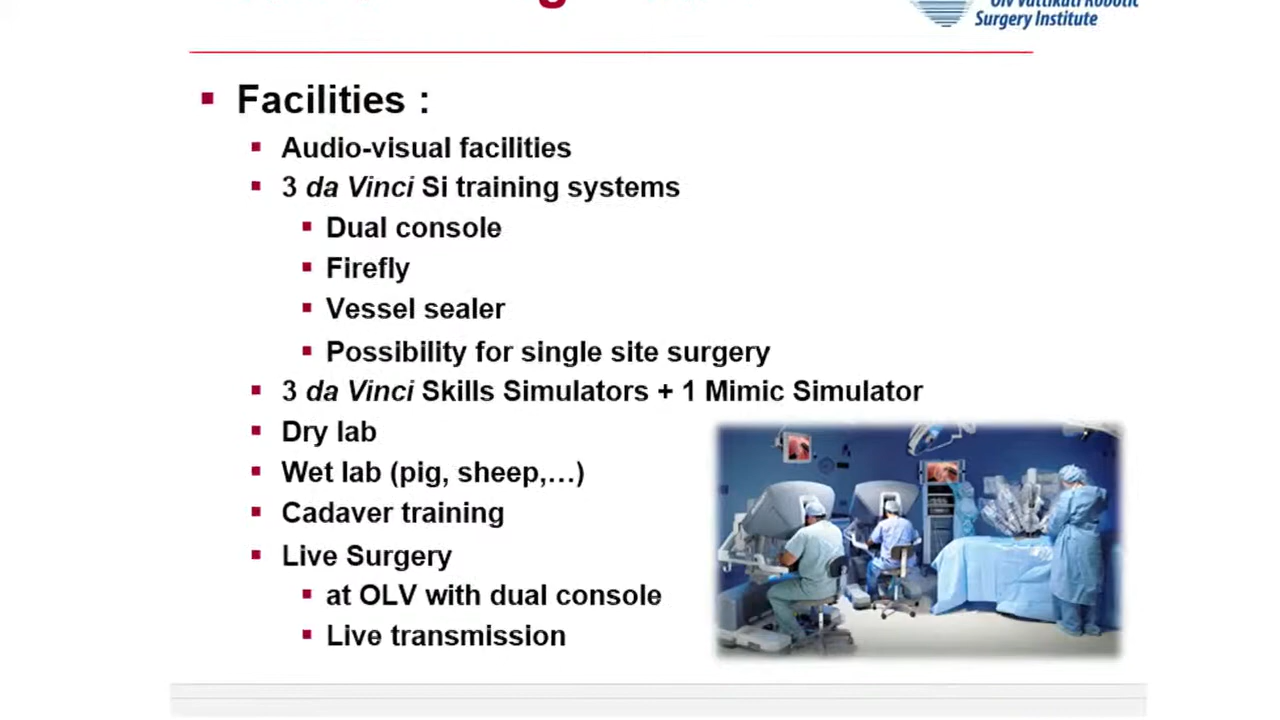 OLV Vattikuti Robotic
Surgery Institute
Facilities :
Audio-visual facilities
3 da Vinci Si training systems
Dual console
Firefly
Vessel sealer
Possibility for single site surgery
3 da Vinci Skills Simulators + 1 Mimic Simulator
Dry lab
Wet lab (pig, sheep,…)
Cadaver training
Live Surgery
at OLV with dual console
Live transmission